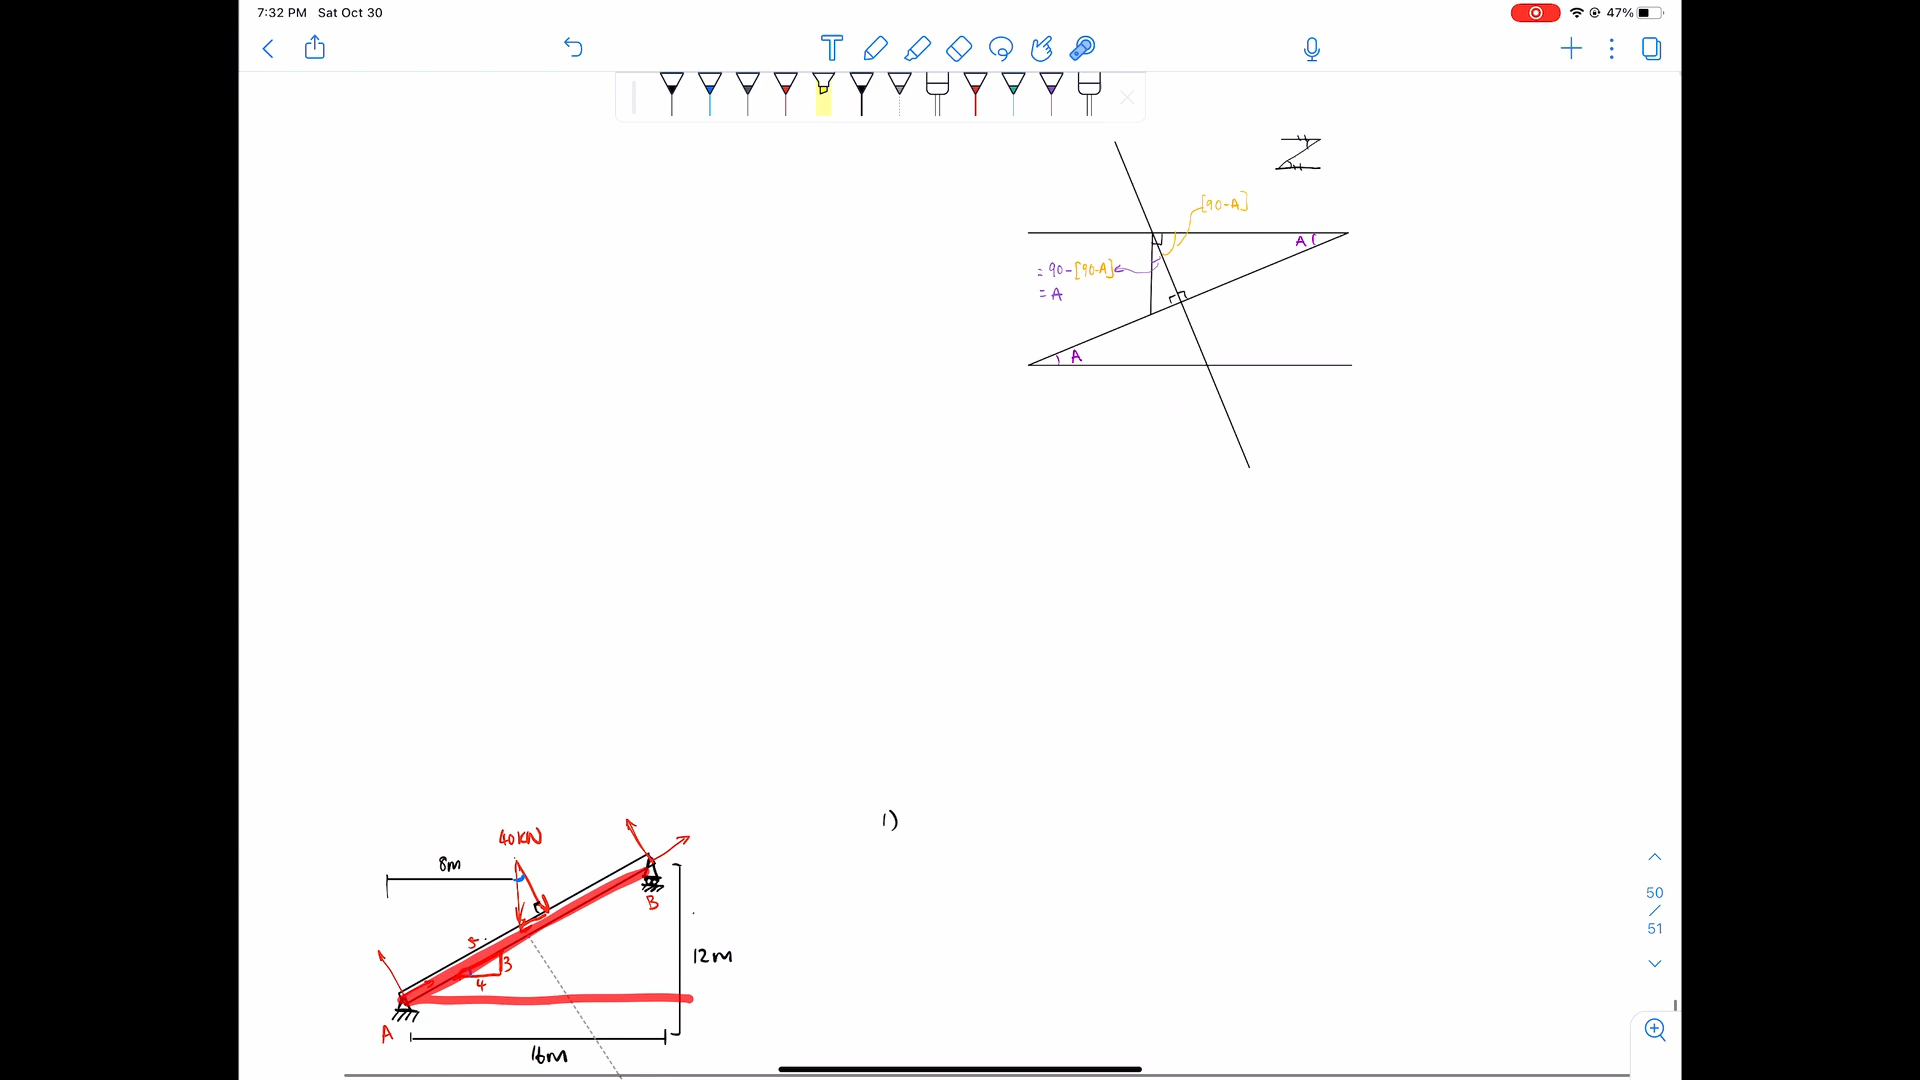 7:32 PM Sat Oct 30
47%
T
[90-A]
A
= 90-[90-A]
= A
A
1)
40KN
8m
B
5
3
4
12m
A
16m
50
/
51